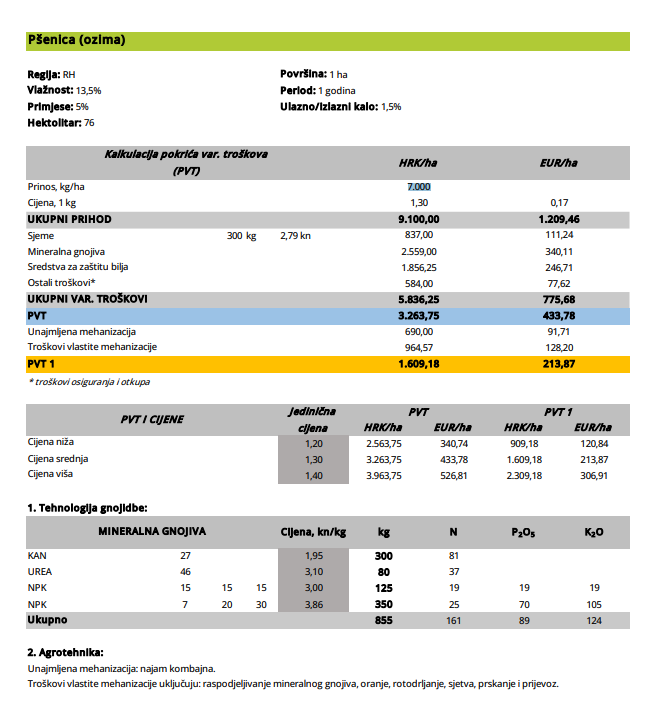 Pšenica (ozima)
Regija: RH Površina: 1 ha
Vlažnost: 13,5% Period: 1 godina
Primjese: 5% Ulazno/izlazni kalo: 1,5%
Hektolitar: 76
Kalkulacija pokrića var. troškova (PVT) HRK/ha EUR/ha
Prinos, kg/ha 7.000
Cijena, 1 kg 1,30 0,17
UKUPNI PRIHOD 9.100,00 1.209,46
Sjeme 300 kg 2,79 kn 837,00 111,24
Mineralna gnojiva 2.559,00 340,11
Sredstva za zaštitu bilja 1.856,25 246,71
Ostali troškovi* 584,00 77,62
UKUPNI VAR. TROŠKOVI 5.836,25 775,68
PVT 3.263,75 433,78
Unajmljena mehanizacija 690,00 91,71
Troškovi vlastite mehanizacije 964,57 128,20
PVT 1 1.609,18 213,87
* troškovi osiguranja i otkupa
PVT I CIJENE Jedinična cijena PVT PVT 1
HRK/ha EUR/ha HRK/ha EUR/ha
Cijena niža 1,20 2.563,75 340,74 909,18 120,84
Cijena srednja 1,30 3.263,75 433,78 1.609,18 213,87
Cijena viša 1,40 3.963,75 526,81 2.309,18 306,91
1. Tehnologija gnojidbe:
MINERALNA GNOJIVA Cijena, kn/kg kg N P₂O₅ K₂O
KAN 27 1,95 300 81
UREA 46 3,10 80 37
NPK 15 15 15 3,00 125 19 19 19
NPK 7 20 30 3,86 350 25 70 105
Ukupno 855 161 89 124
2. Agrotehnika:
Unajmljena mehanizacija: najam kombajna.
Troškovi vlastite mehanizacije uključuju: raspodjeljivanje mineralnog gnojiva, oranje, rotodrljanje, sjetva, prskanje i prijevoz.